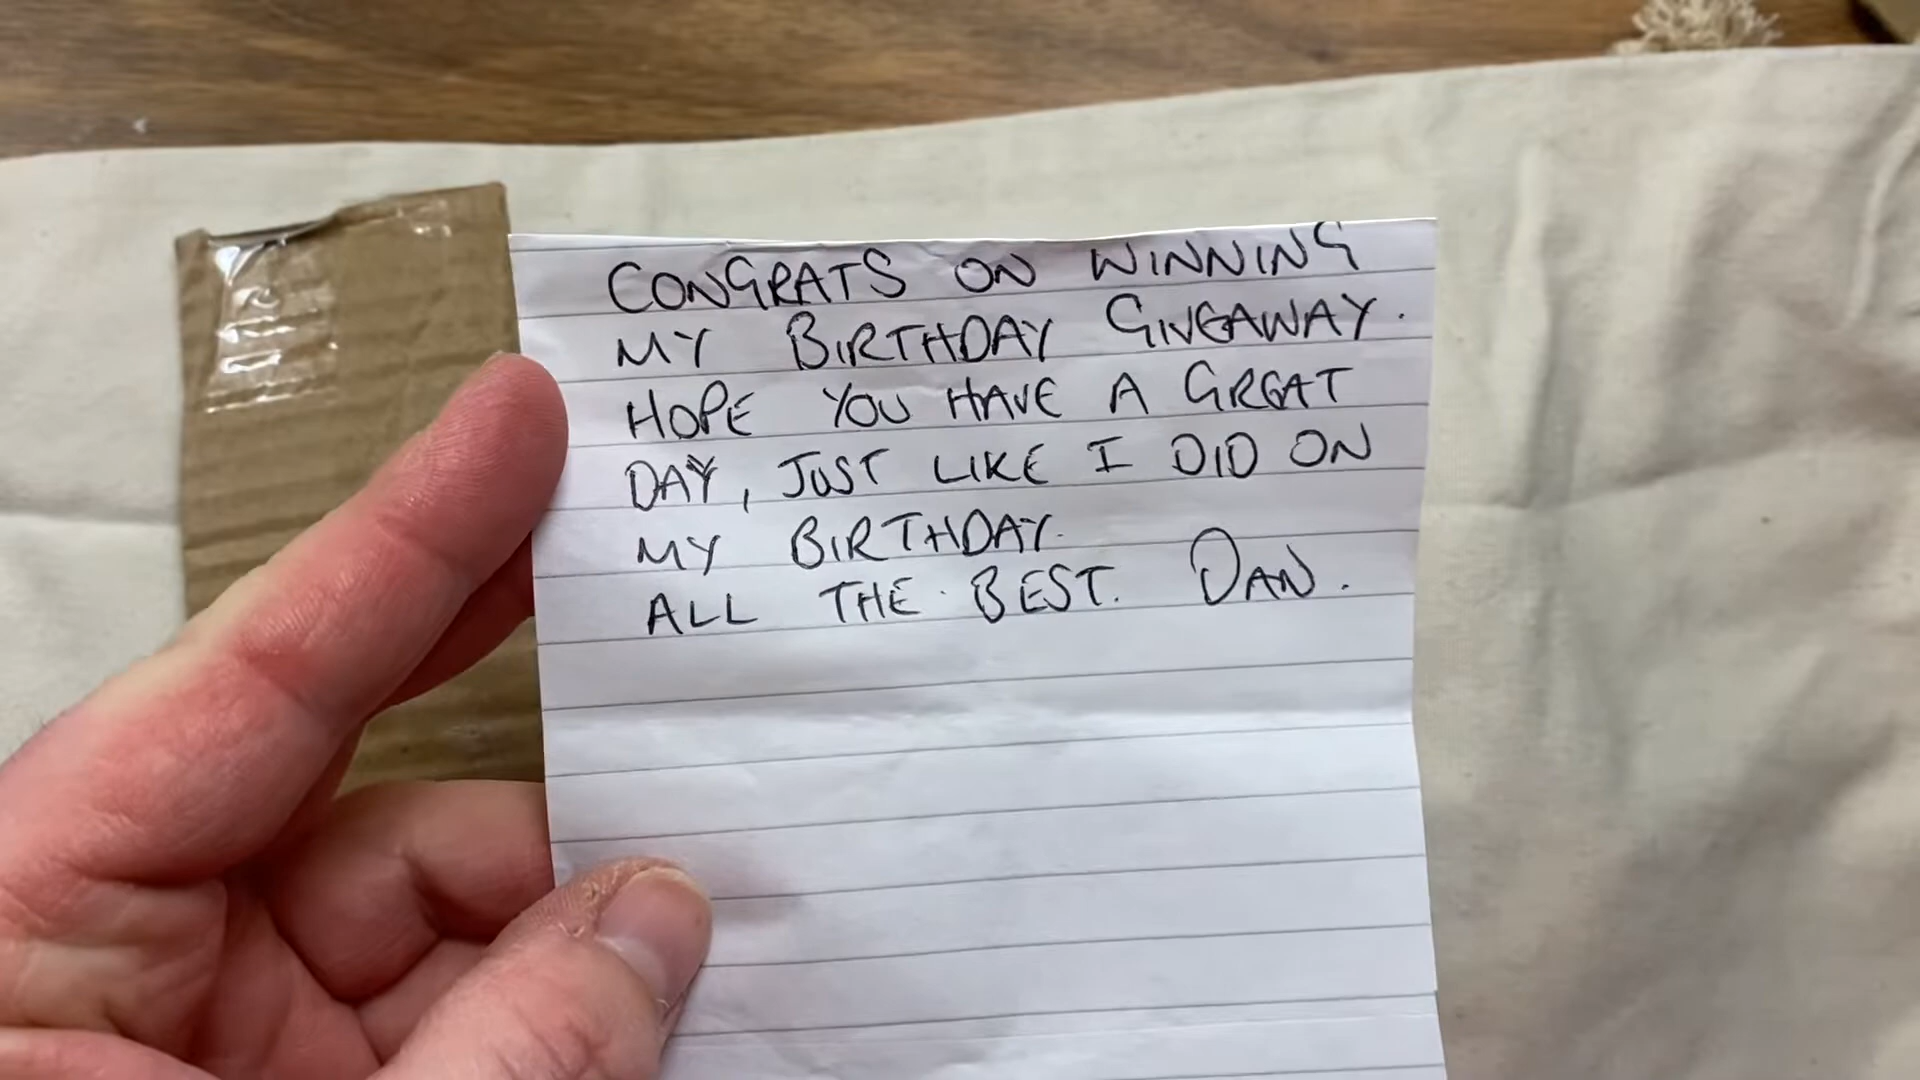 CONGRATS ON WINNING
MY BIRTHDAY GIVEAWAY.
HOPE YOU HAVE A GREAT
DAY, JUST LIKE I DID ON
MY BIRTHDAY.
ALL THE BEST. DAN.